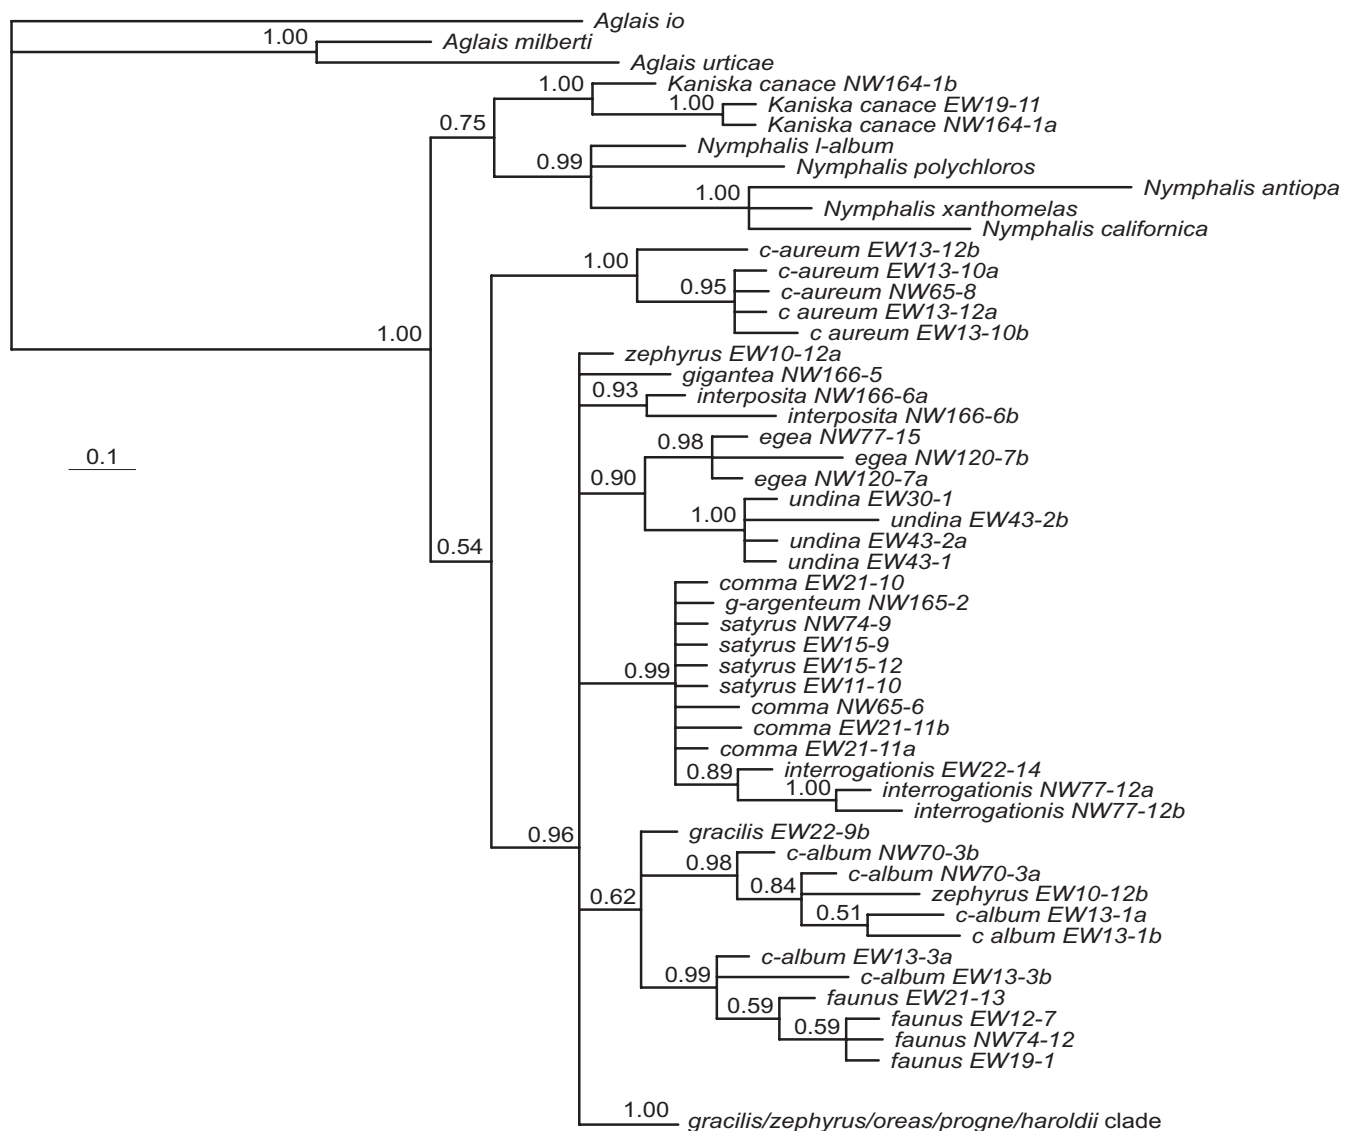 Aglais io
1.00
Aglais milberti
Aglais urticae
1.00
Kaniska canace NW164-1b
1.00
Kaniska canace EW19-11
Kaniska canace NW164-1a
0.75
Nymphalis l-album
0.99
Nymphalis polychloros
Nymphalis antiopa
1.00
Nymphalis xanthomelas
Nymphalis californica
c-aureum EW13-12b
1.00
c-aureum EW13-10a
0.95
c-aureum NW65-8
c aureum EW13-12a
c aureum EW13-10b
1.00
zephyrus EW10-12a
gigantea NW166-5
0.93
interposita NW166-6a
interposita NW166-6b
egea NW77-15
0.98
egea NW120-7b
0.1
egea NW120-7a
0.90
undina EW30-1
1.00
undina EW43-2b
undina EW43-2a
0.54
undina EW43-1
comma EW21-10
g-argenteum NW165-2
satyrus NW74-9
satyrus EW15-9
satyrus EW15-12
0.99
satyrus EW11-10
comma NW65-6
comma EW21-11b
comma EW21-11a
0.89
interrogationis EW22-14
1.00
interrogationis NW77-12a
interrogationis NW77-12b
0.96
gracilis EW22-9b
c-album NW70-3b
0.98
c-album NW70-3a
0.84
zephyrus EW10-12b
0.62
0.51
c-album EW13-1a
c album EW13-1b
c-album EW13-3a
0.99
c-album EW13-3b
faunus EW21-13
0.59
faunus EW12-7
0.59
faunus NW74-12
faunus EW19-1
1.00
gracilis/zephyrus/oreas/progne/haroldii clade